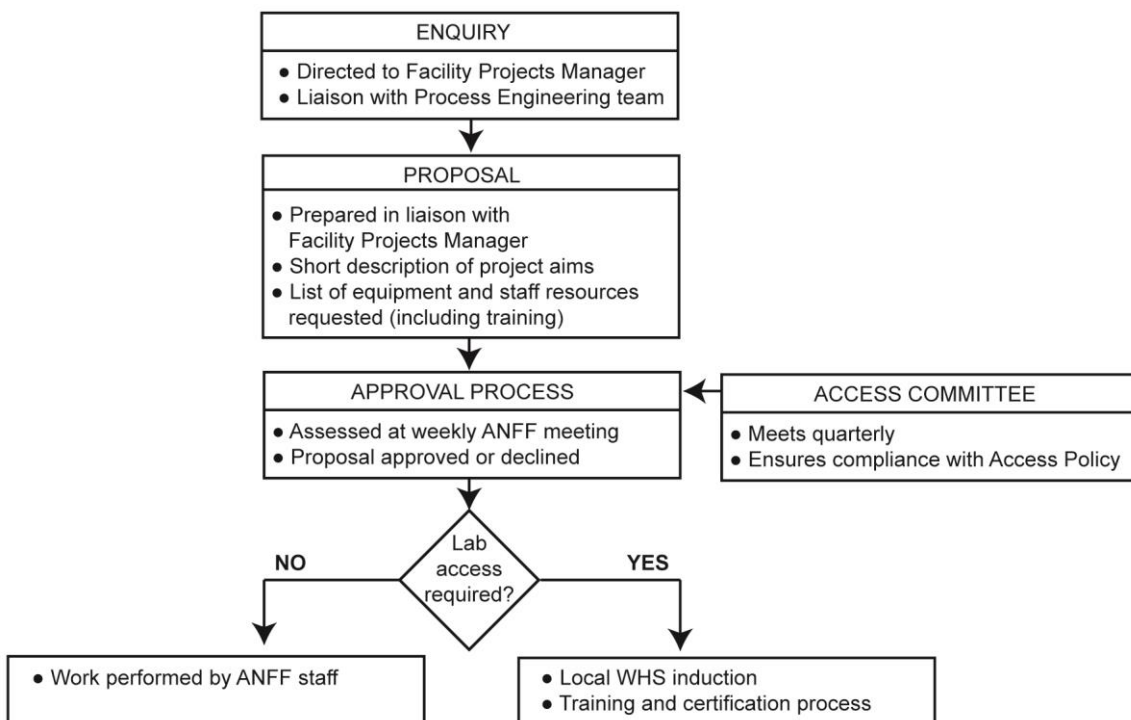 ENQUIRY
● Directed to Facility Projects Manager
● Liaison with Process Engineering team
PROPOSAL
● Prepared in liaison with
Facility Projects Manager
● Short description of project aims
● List of equipment and staff resources
requested (including training)
APPROVAL PROCESS
● Assessed at weekly ANFF meeting
● Proposal approved or declined
ACCESS COMMITTEE
● Meets quarterly
● Ensures compliance with Access Policy
Lab
access
required?
NO
YES
● Work performed by ANFF staff
● Local WHS induction
● Training and certification process